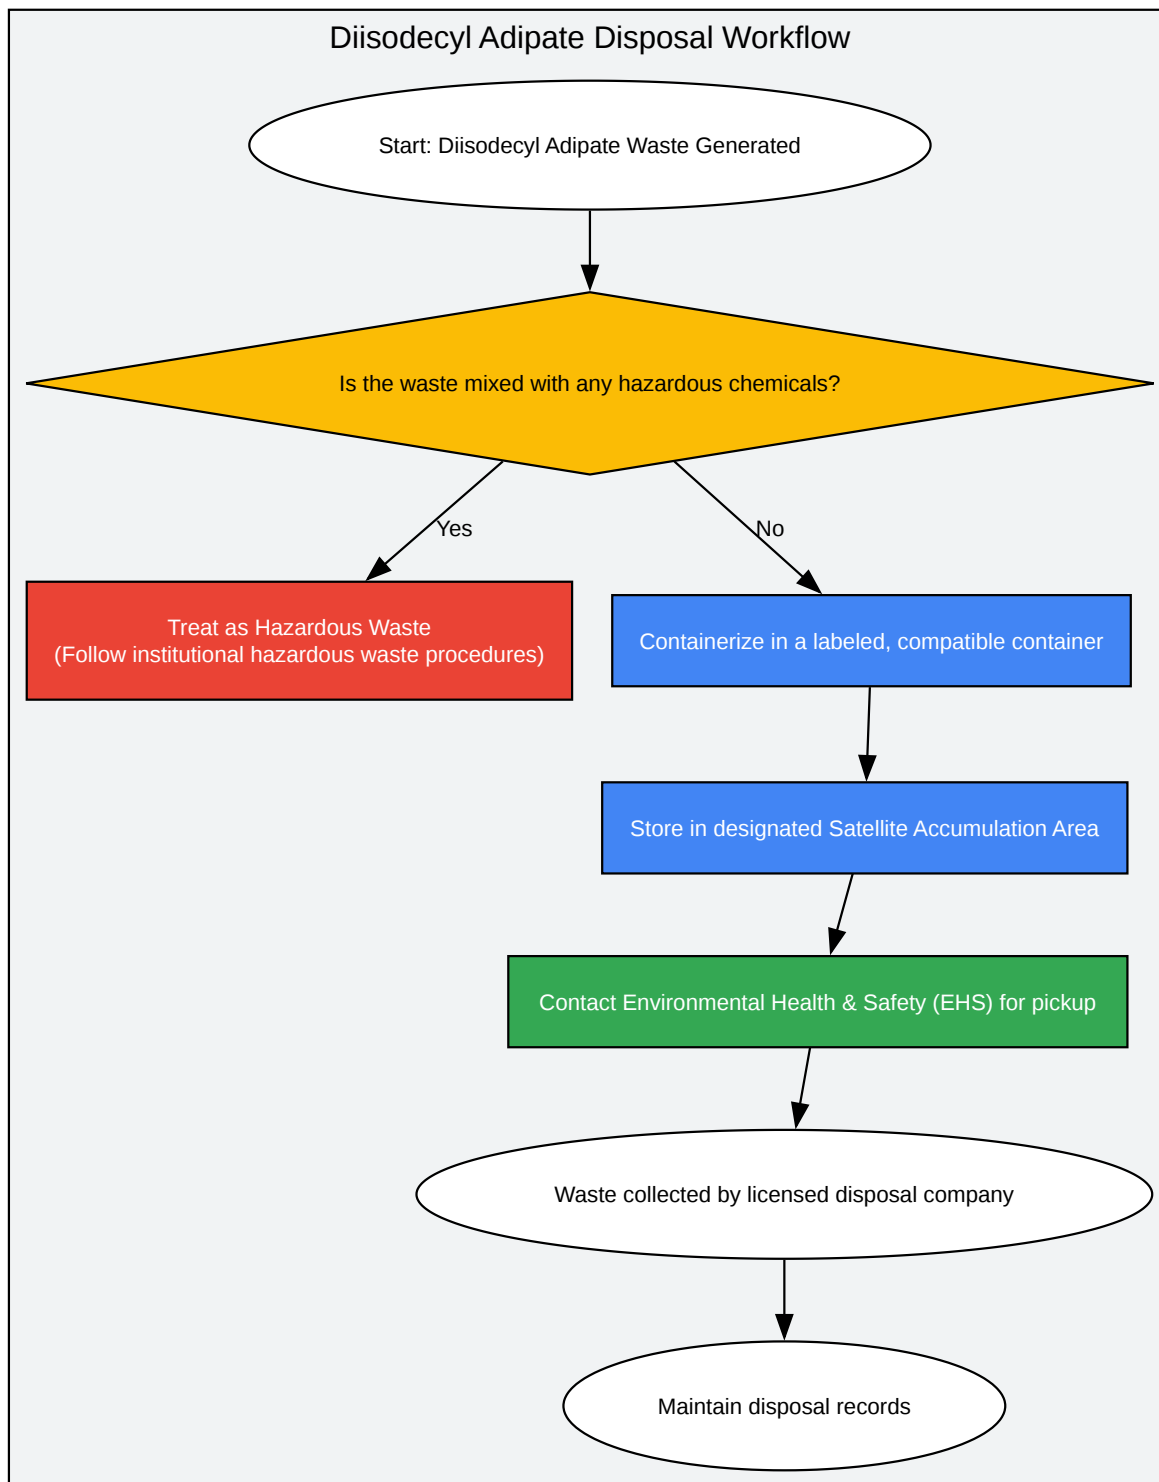 Diisodecyl Adipate Disposal Workflow
Start: Diisodecyl Adipate Waste Generated
Is the waste mixed with any hazardous chemicals?
Yes
No
Treat as Hazardous Waste
(Follow institutional hazardous waste procedures)
Containerize in a labeled, compatible container
Store in designated Satellite Accumulation Area
Contact Environmental Health & Safety (EHS) for pickup
Waste collected by licensed disposal company
Maintain disposal records